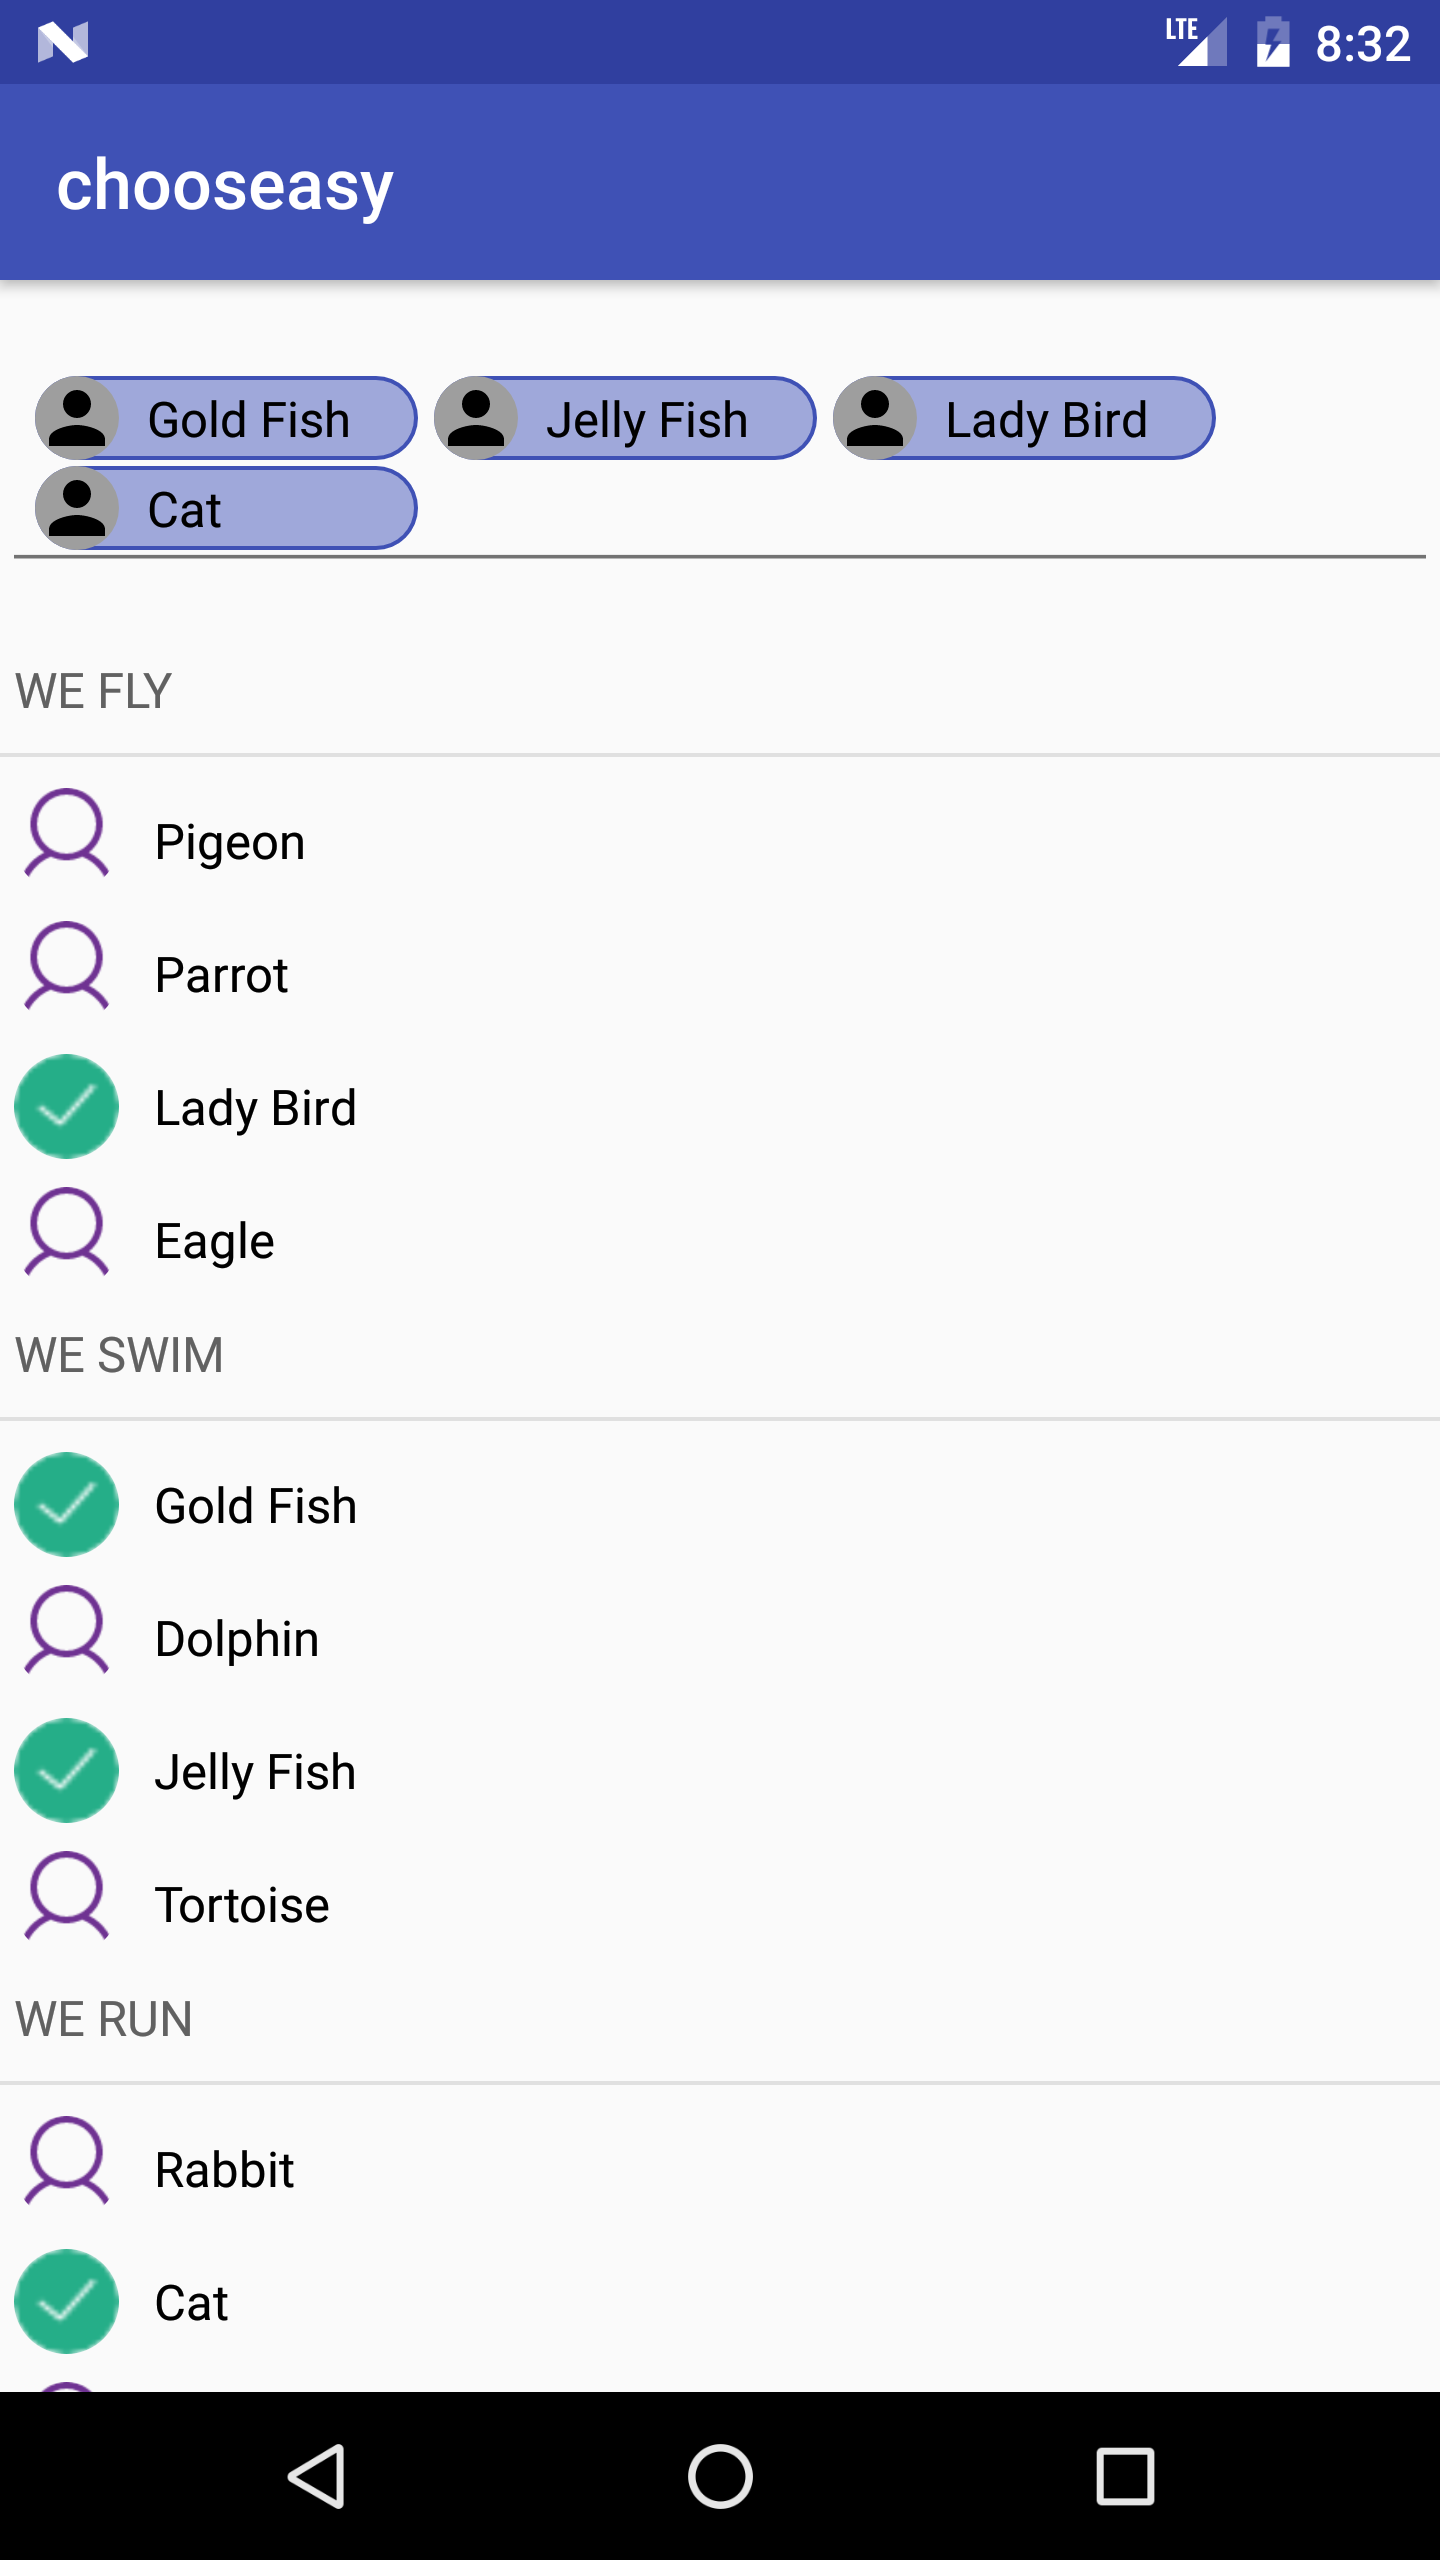 LTE 8:32
chooseasy
Gold Fish Jelly Fish Lady Bird
Cat
WE FLY
Pigeon
Parrot
Lady Bird
Eagle
WE SWIM
Gold Fish
Dolphin
Jelly Fish
Tortoise
WE RUN
Rabbit
Cat